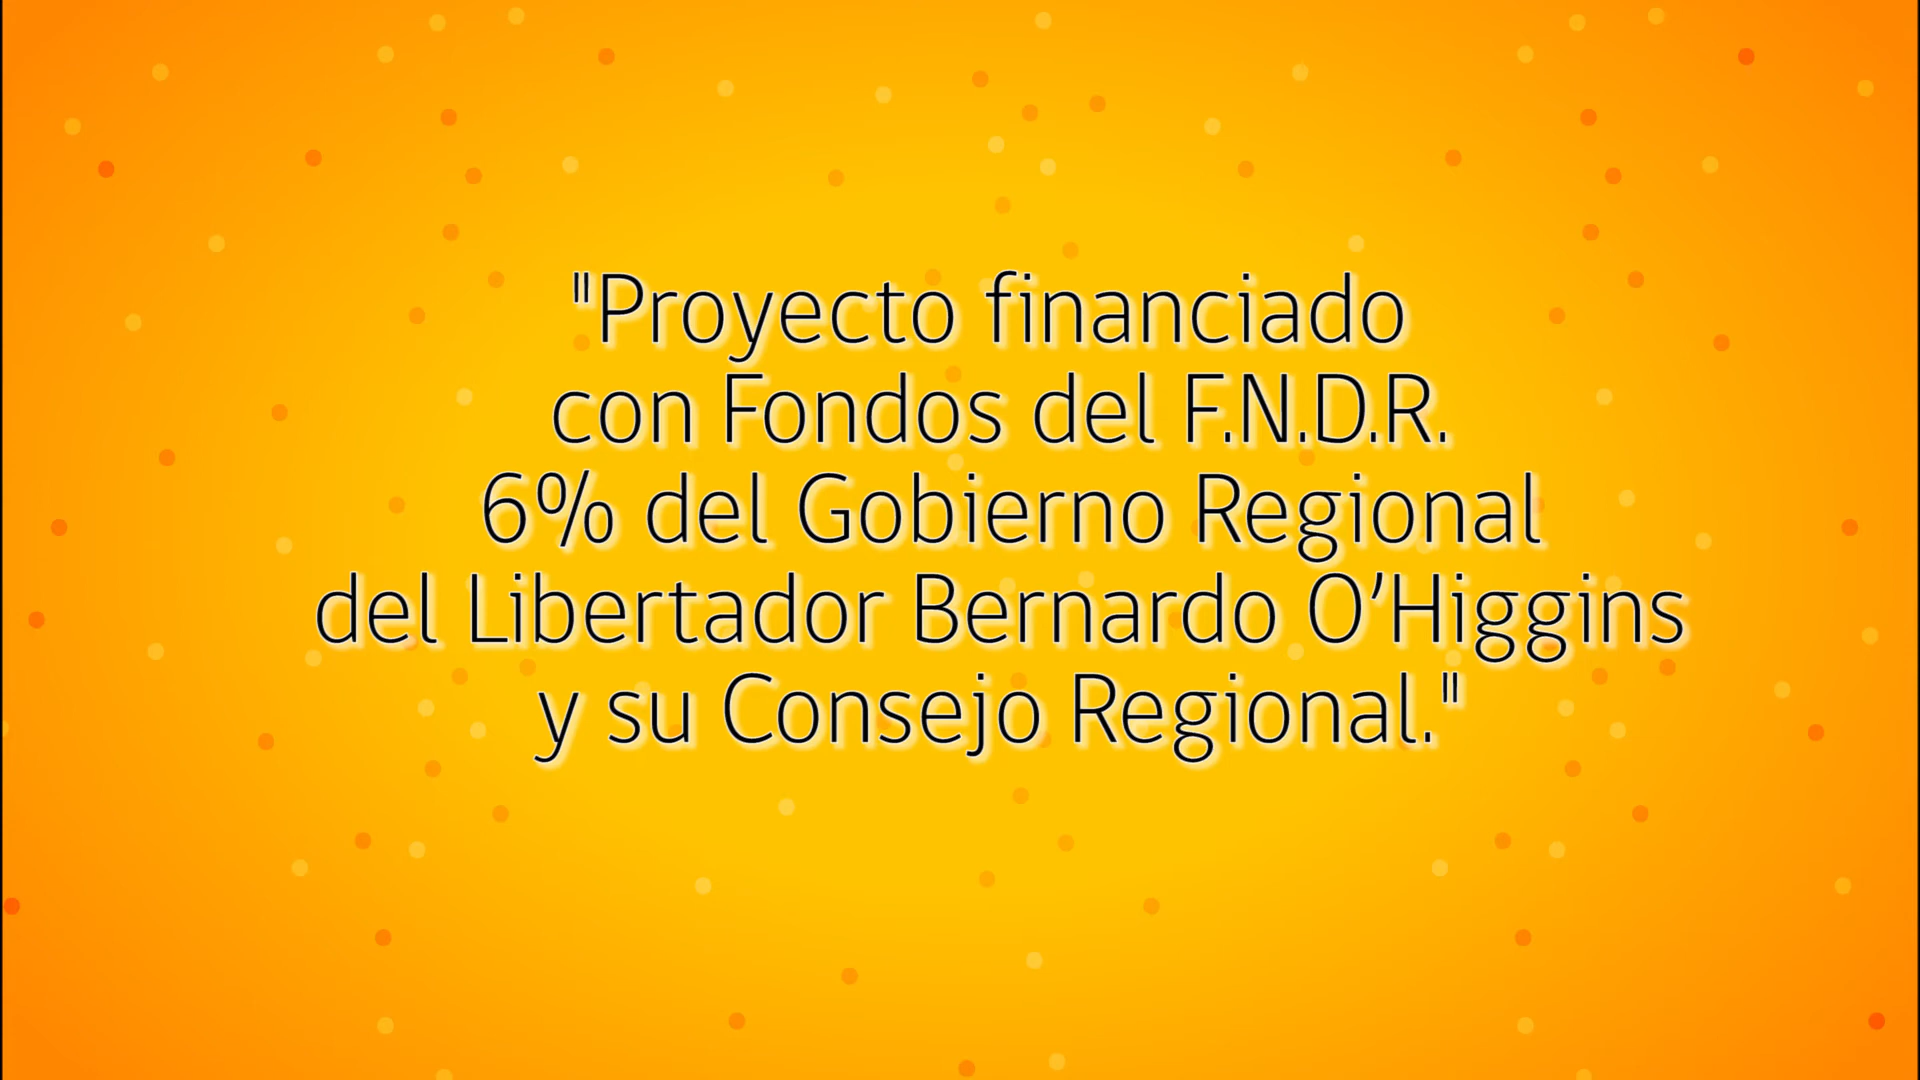 "Proyecto financiado
con Fondos del F.N.D.R.
6% del Gobierno Regional
del Libertador Bernardo O’Higgins
y su Consejo Regional."